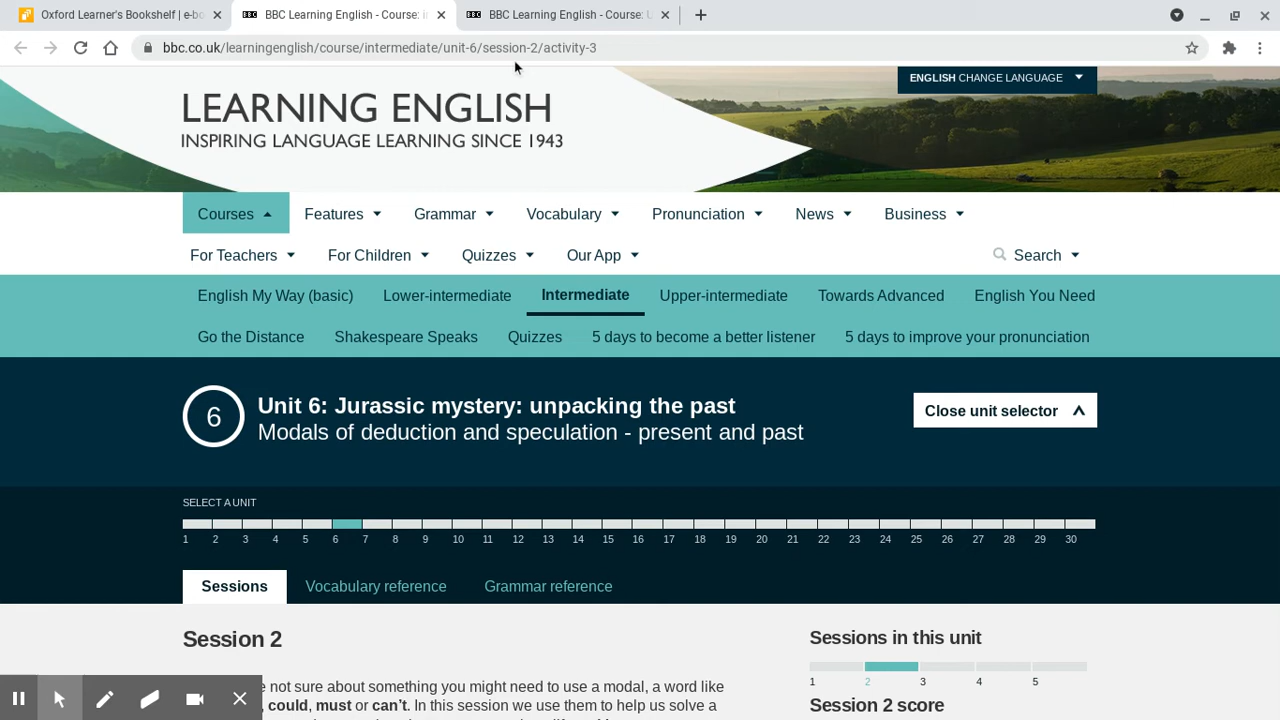 Oxford Learner's Bookshelf | e-bo
BBC BBC Learning English - Course: in
BBC BBC Learning English - Course: U
bbc.co.uk/learningenglish/course/intermediate/unit-6/session-2/activity-3
ENGLISH CHANGE LANGUAGE
LEARNING ENGLISH
INSPIRING LANGUAGE LEARNING SINCE 1943
Courses Features Grammar Vocabulary Pronunciation News Business
For Teachers For Children Quizzes Our App Search
English My Way (basic) Lower-intermediate Intermediate Upper-intermediate Towards Advanced English You Need
Go the Distance Shakespeare Speaks Quizzes 5 days to become a better listener 5 days to improve your pronunciation
6 Unit 6: Jurassic mystery: unpacking the past
Modals of deduction and speculation - present and past
Close unit selector
SELECT A UNIT
1 2 3 4 5 6 7 8 9 10 11 12 13 14 15 16 17 18 19 20 21 22 23 24 25 26 27 28 29 30
Sessions Vocabulary reference Grammar reference
Session 2
Sessions in this unit
1 2 3 4 5
Session 2 score
not sure about something you might need to use a modal, a word like
could, must or can't. In this session we use them to help us solve a